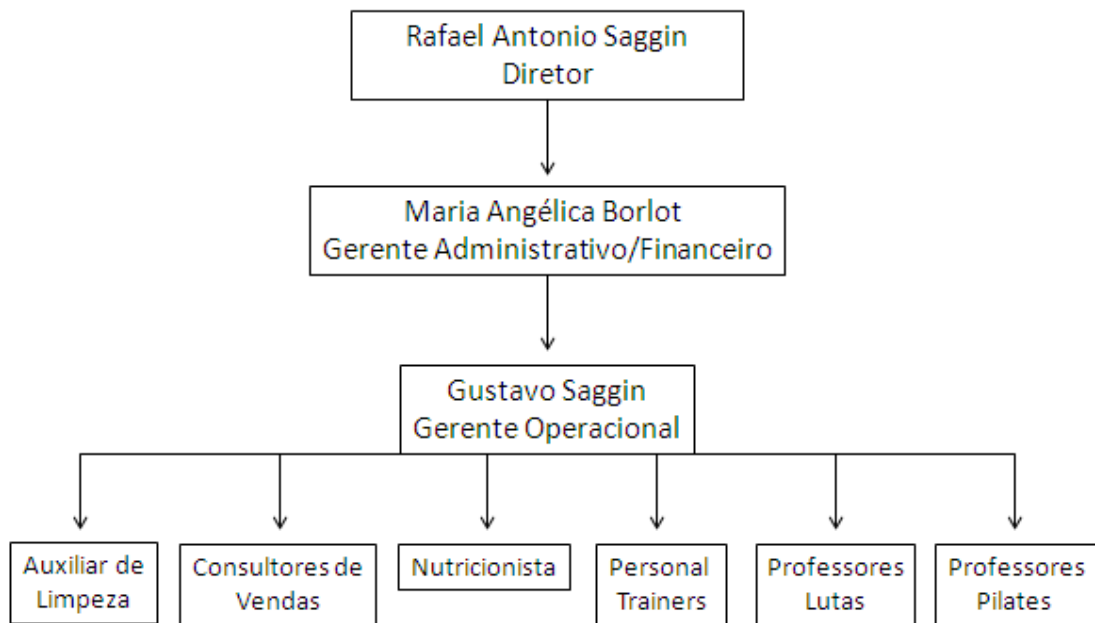 Rafael Antonio Saggin
Diretor
Maria Angélica Borlot
Gerente Administrativo/Financeiro
Gustavo Saggin
Gerente Operacional
Auxiliar de
Limpeza
Consultores de
Vendas
Nutricionista
Personal
Trainers
Professores
Lutas
Professores
Pilates